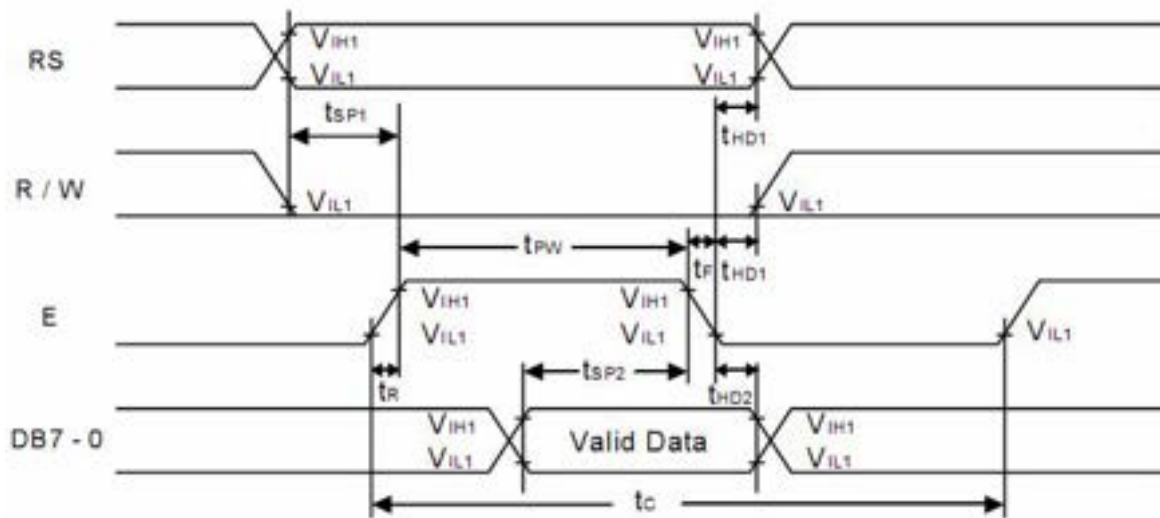 RS
VIH1 VIH1
VIL1 VIL1
tSP1 tHD1
R / W
VIL1 VIL1
tPW tF tHD1
E
VIH1 VIH1
VIL1 VIL1 VIL1
tR tSP2 tHD2
DB7 - 0
VIH1 Valid Data VIH1
VIL1 VIL1
tC